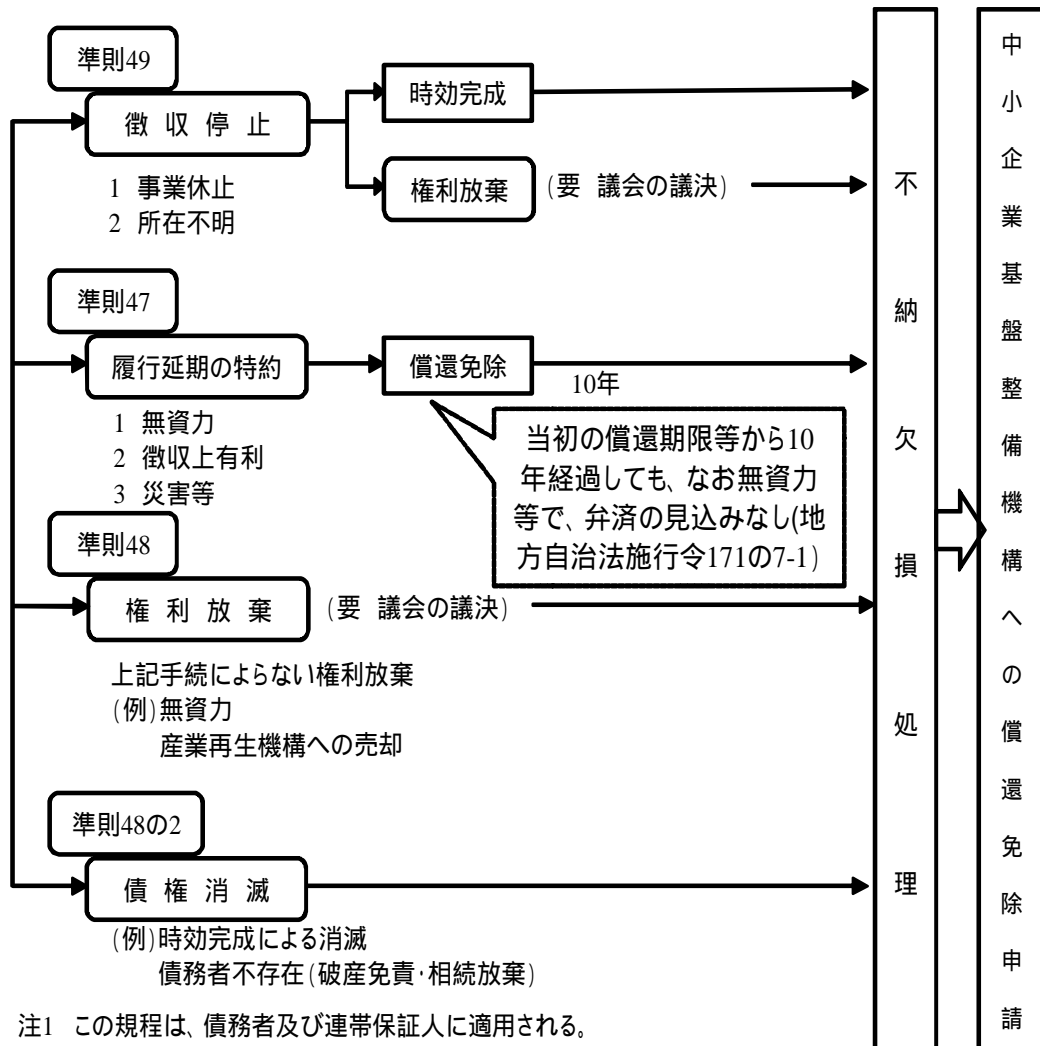 準則49
徴収停止
1 事業休止
2 所在不明
時効完成
権利放棄
(要 議会の議決)
準則47
履行延期の特約
1 無資力
2 徴収上有利
3 災害等
償還免除
10年
当初の償還期限等から10
年経過しても、なお無資力
等で、弁済の見込みなし(地
方自治法施行令171の7-1)
準則48
権利放棄
(要 議会の議決)
上記手続によらない権利放棄
(例)無資力
産業再生機構への売却
準則48の2
債権消滅
(例)時効完成による消滅
債務者不存在(破産免責・相続放棄)
注1 この規程は、債務者及び連帯保証人に適用される。
不納欠損処理
中小企業基盤整備機構への償還免除申請